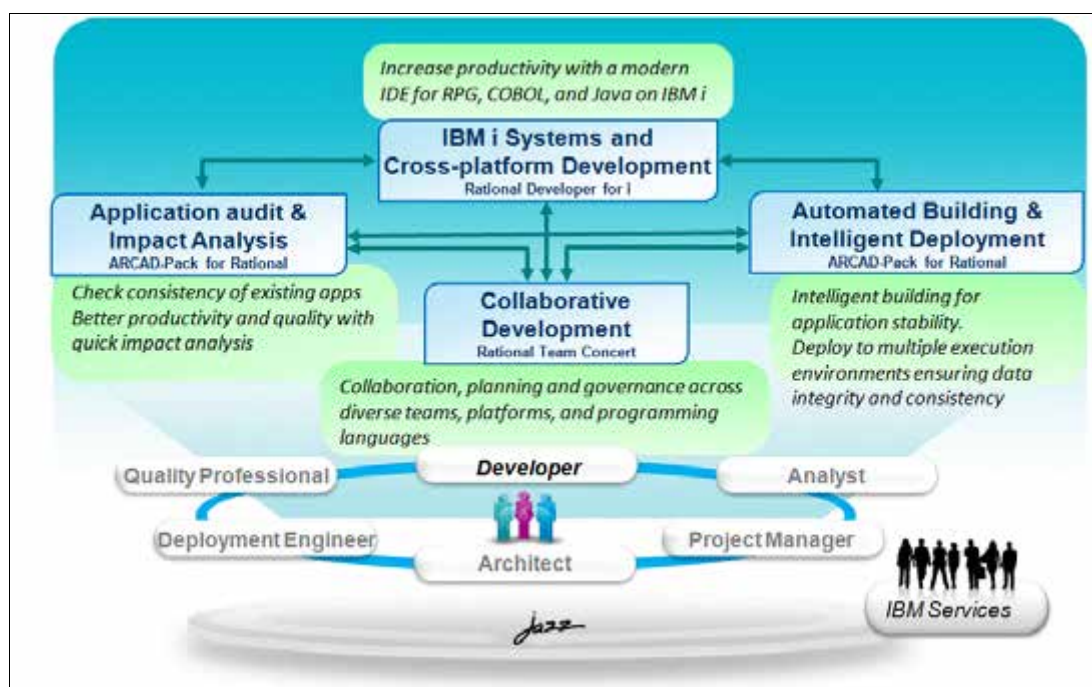 Increase productivity with a modern
IDE for RPG, COBOL, and Java on IBM i
IBM i Systems and
Cross-platform Development
Rational Developer for i
Application audit &
Impact Analysis
ARCAD-Pack for Rational
Automated Building &
Intelligent Deployment
ARCAD-Pack for Rational
Check consistency of existing apps
Better productivity and quality with
quick impact analysis
Collaborative
Development
Rational Team Concert
Intelligent building for
application stability.
Deploy to multiple execution
environments ensuring data
integrity and consistency
Collaboration, planning and governance across
diverse teams, platforms, and programming
languages
Quality Professional
Developer
Analyst
Deployment Engineer
Architect
Project Manager
IBM Services
jazz